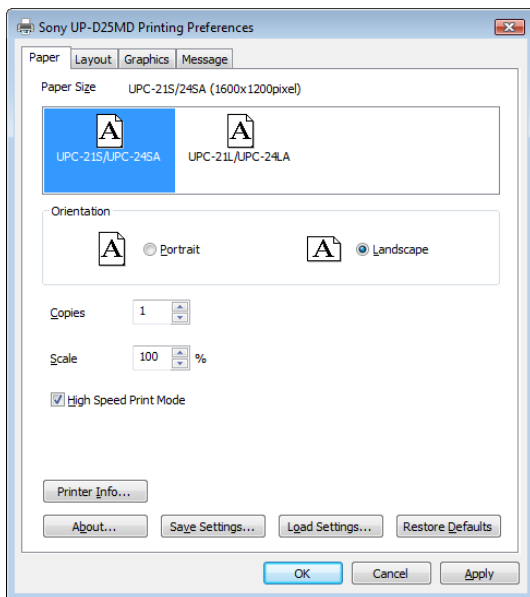 Sony UP-D25MD Printing Preferences
Paper Layout Graphics Message
Paper Size UPC-21S/24SA (1600x1200pixel)
A A
UPC-21S/UPC-24SA UPC-21L/UPC-24LA
Orientation
A Portrait A Landscape
Copies 1
Scale 100 %
High Speed Print Mode
Printer Info...
About... Save Settings... Load Settings... Restore Defaults
OK Cancel Apply